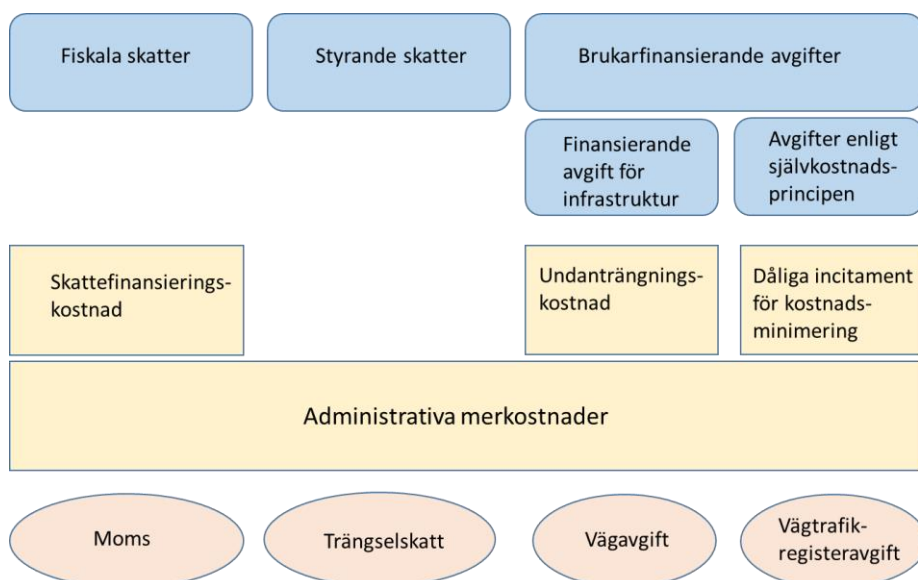 Fiskala skatter
Styrande skatter
Brukarfinansierande avgifter
Finansierande
avgift för
infrastruktur
Avgifter enligt
självkostnads-
principen
Skattefinansierings-
kostnad
Undanträngnings-
kostnad
Dåliga incitament
för kostnads-
minimering
Administrativa merkostnader
Moms
Trängselskatt
Vägavgift
Vägtrafik-
registeravgift